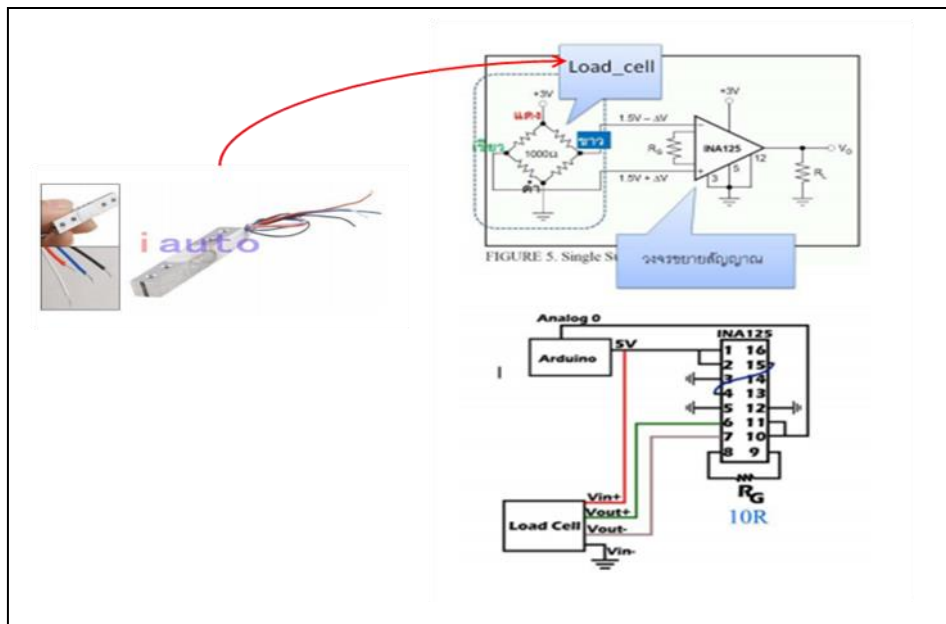 Load_cell
+3V
แดง
+3V
1.5V – ΔV
เขียว
1000Ω
ขาว
RG
INA125
12
VO
ดำ
5
3
RL
1.5V + ΔV
i auto
วงจรขยายสัญญาณ
FIGURE 5. Single Su
Analog 0
INA125
5V
Arduino
1 16
2 15
3 14
4 13
5 12
6 11
7 10
8 9
RG
10R
Vin+
Vout+
Load Cell
Vout-
Vin-